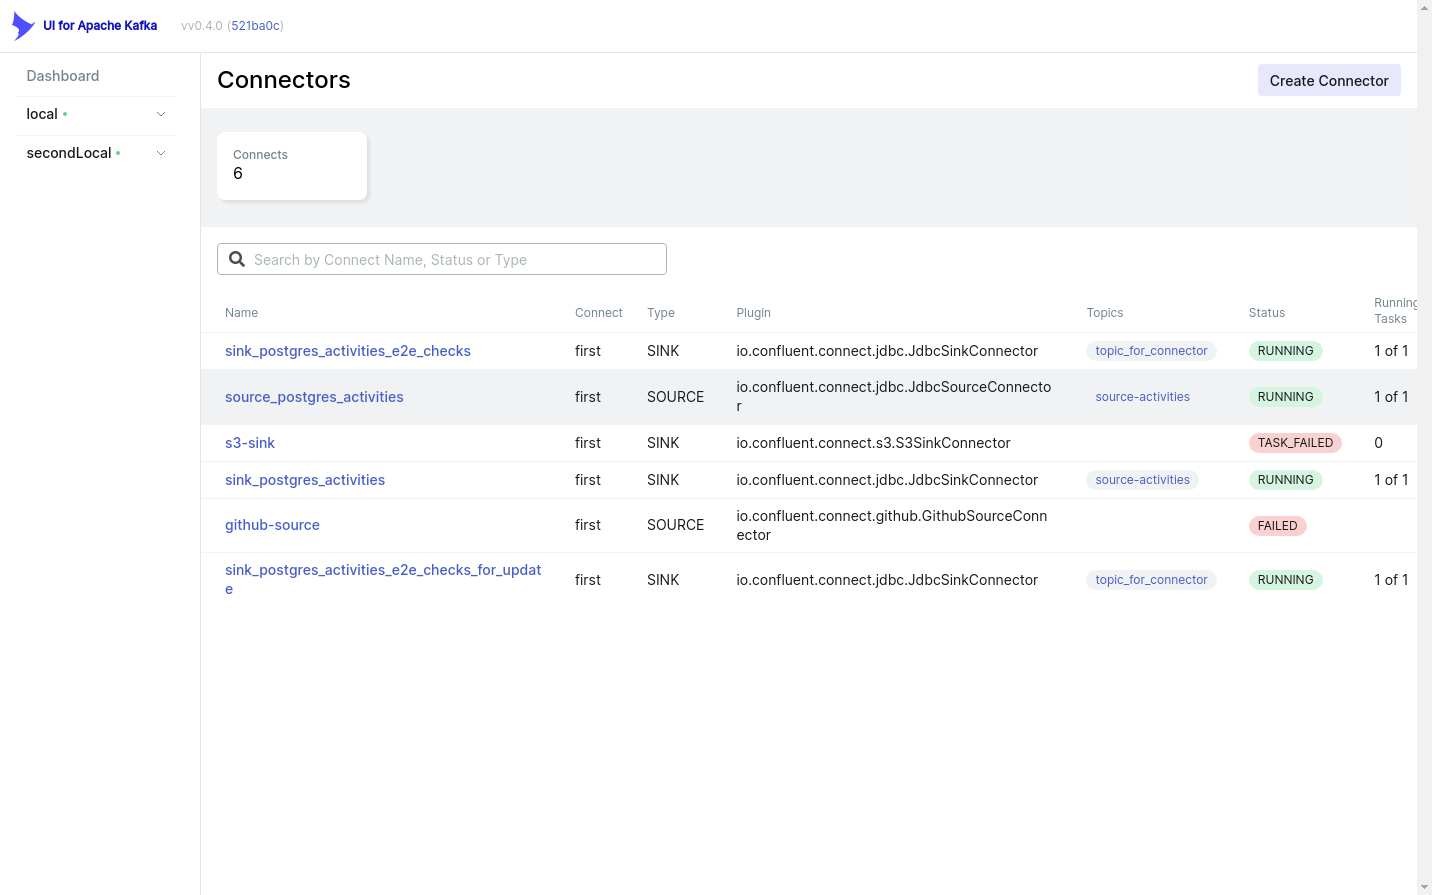 UI for Apache Kafka vv0.4.0 (521ba0c)
Dashboard
local
secondLocal
Connectors
Create Connector
Connects
6
Search by Connect Name, Status or Type
Name Connect Type Plugin Topics Status Running
Tasks
sink_postgres_activities_e2e_checks first SINK io.confluent.connect.jdbc.JdbcSinkConnector topic_for_connector RUNNING 1 of 1
source_postgres_activities first SOURCE io.confluent.connect.jdbc.JdbcSourceConnecto
r source-activities RUNNING 1 of 1
s3-sink first SINK io.confluent.connect.s3.S3SinkConnector TASK_FAILED 0
sink_postgres_activities first SINK io.confluent.connect.jdbc.JdbcSinkConnector source-activities RUNNING 1 of 1
github-source first SOURCE io.confluent.connect.github.GithubSourceConn
ector FAILED
sink_postgres_activities_e2e_checks_for_updat
e first SINK io.confluent.connect.jdbc.JdbcSinkConnector topic_for_connector RUNNING 1 of 1